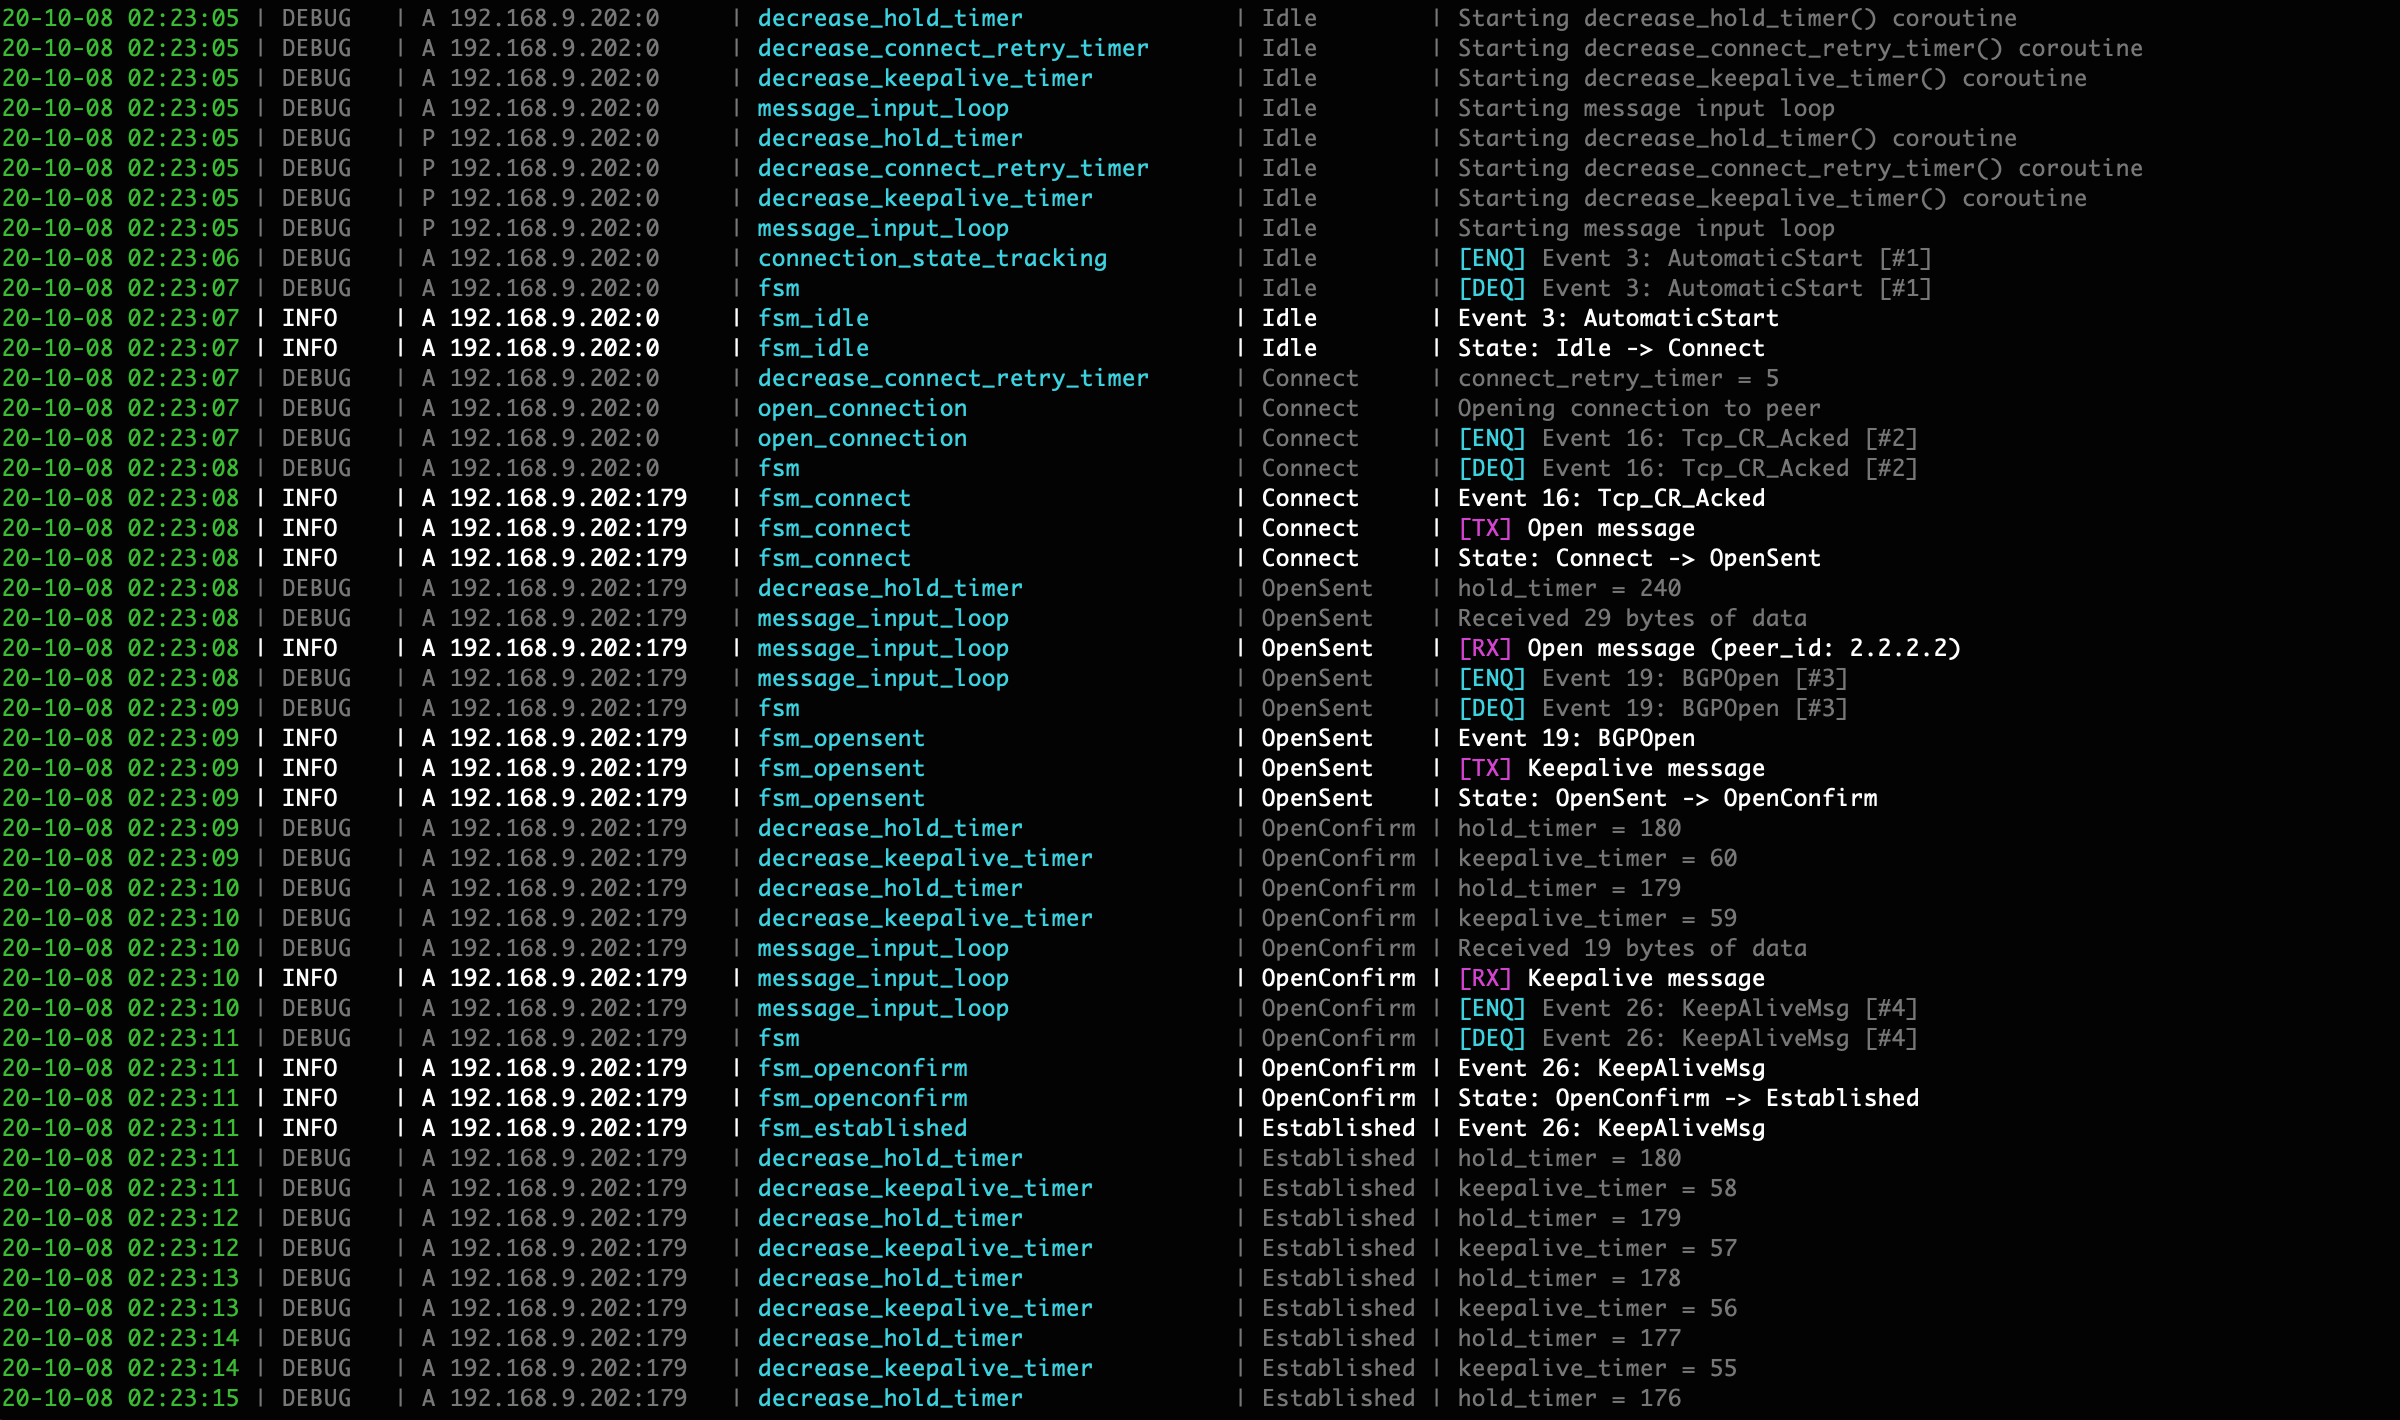 20-10-08 02:23:05 | DEBUG | A 192.168.9.202:0 | decrease_hold_timer | Idle | Starting decrease_hold_timer() coroutine
20-10-08 02:23:05 | DEBUG | A 192.168.9.202:0 | decrease_connect_retry_timer | Idle | Starting decrease_connect_retry_timer() coroutine
20-10-08 02:23:05 | DEBUG | A 192.168.9.202:0 | decrease_keepalive_timer | Idle | Starting decrease_keepalive_timer() coroutine
20-10-08 02:23:05 | DEBUG | A 192.168.9.202:0 | message_input_loop | Idle | Starting message input loop
20-10-08 02:23:05 | DEBUG | P 192.168.9.202:0 | decrease_hold_timer | Idle | Starting decrease_hold_timer() coroutine
20-10-08 02:23:05 | DEBUG | P 192.168.9.202:0 | decrease_connect_retry_timer | Idle | Starting decrease_connect_retry_timer() coroutine
20-10-08 02:23:05 | DEBUG | P 192.168.9.202:0 | decrease_keepalive_timer | Idle | Starting decrease_keepalive_timer() coroutine
20-10-08 02:23:05 | DEBUG | P 192.168.9.202:0 | message_input_loop | Idle | Starting message input loop
20-10-08 02:23:06 | DEBUG | A 192.168.9.202:0 | connection_state_tracking | Idle | [ENQ] Event 3: AutomaticStart [#1]
20-10-08 02:23:07 | DEBUG | A 192.168.9.202:0 | fsm | Idle | [DEQ] Event 3: AutomaticStart [#1]
20-10-08 02:23:07 | INFO | A 192.168.9.202:0 | fsm_idle | Idle | Event 3: AutomaticStart
20-10-08 02:23:07 | INFO | A 192.168.9.202:0 | fsm_idle | Idle | State: Idle -> Connect
20-10-08 02:23:07 | DEBUG | A 192.168.9.202:0 | decrease_connect_retry_timer | Connect | connect_retry_timer = 5
20-10-08 02:23:07 | DEBUG | A 192.168.9.202:0 | open_connection | Connect | Opening connection to peer
20-10-08 02:23:07 | DEBUG | A 192.168.9.202:0 | open_connection | Connect | [ENQ] Event 16: Tcp_CR_Acked [#2]
20-10-08 02:23:08 | DEBUG | A 192.168.9.202:0 | fsm | Connect | [DEQ] Event 16: Tcp_CR_Acked [#2]
20-10-08 02:23:08 | INFO | A 192.168.9.202:179 | fsm_connect | Connect | Event 16: Tcp_CR_Acked
20-10-08 02:23:08 | INFO | A 192.168.9.202:179 | fsm_connect | Connect | [TX] Open message
20-10-08 02:23:08 | INFO | A 192.168.9.202:179 | fsm_connect | Connect | State: Connect -> OpenSent
20-10-08 02:23:08 | DEBUG | A 192.168.9.202:179 | decrease_hold_timer | OpenSent | hold_timer = 240
20-10-08 02:23:08 | DEBUG | A 192.168.9.202:179 | message_input_loop | OpenSent | Received 29 bytes of data
20-10-08 02:23:08 | INFO | A 192.168.9.202:179 | message_input_loop | OpenSent | [RX] Open message (peer_id: 2.2.2.2)
20-10-08 02:23:08 | DEBUG | A 192.168.9.202:179 | message_input_loop | OpenSent | [ENQ] Event 19: BGPOpen [#3]
20-10-08 02:23:09 | DEBUG | A 192.168.9.202:179 | fsm | OpenSent | [DEQ] Event 19: BGPOpen [#3]
20-10-08 02:23:09 | INFO | A 192.168.9.202:179 | fsm_opensent | OpenSent | Event 19: BGPOpen
20-10-08 02:23:09 | INFO | A 192.168.9.202:179 | fsm_opensent | OpenSent | [TX] Keepalive message
20-10-08 02:23:09 | INFO | A 192.168.9.202:179 | fsm_opensent | OpenSent | State: OpenSent -> OpenConfirm
20-10-08 02:23:09 | DEBUG | A 192.168.9.202:179 | decrease_hold_timer | OpenConfirm | hold_timer = 180
20-10-08 02:23:09 | DEBUG | A 192.168.9.202:179 | decrease_keepalive_timer | OpenConfirm | keepalive_timer = 60
20-10-08 02:23:10 | DEBUG | A 192.168.9.202:179 | decrease_hold_timer | OpenConfirm | hold_timer = 179
20-10-08 02:23:10 | DEBUG | A 192.168.9.202:179 | decrease_keepalive_timer | OpenConfirm | keepalive_timer = 59
20-10-08 02:23:10 | DEBUG | A 192.168.9.202:179 | message_input_loop | OpenConfirm | Received 19 bytes of data
20-10-08 02:23:10 | INFO | A 192.168.9.202:179 | message_input_loop | OpenConfirm | [RX] Keepalive message
20-10-08 02:23:10 | DEBUG | A 192.168.9.202:179 | message_input_loop | OpenConfirm | [ENQ] Event 26: KeepAliveMsg [#4]
20-10-08 02:23:11 | DEBUG | A 192.168.9.202:179 | fsm | OpenConfirm | [DEQ] Event 26: KeepAliveMsg [#4]
20-10-08 02:23:11 | INFO | A 192.168.9.202:179 | fsm_openconfirm | OpenConfirm | Event 26: KeepAliveMsg
20-10-08 02:23:11 | INFO | A 192.168.9.202:179 | fsm_openconfirm | OpenConfirm | State: OpenConfirm -> Established
20-10-08 02:23:11 | INFO | A 192.168.9.202:179 | fsm_established | Established | Event 26: KeepAliveMsg
20-10-08 02:23:11 | DEBUG | A 192.168.9.202:179 | decrease_hold_timer | Established | hold_timer = 180
20-10-08 02:23:11 | DEBUG | A 192.168.9.202:179 | decrease_keepalive_timer | Established | keepalive_timer = 58
20-10-08 02:23:12 | DEBUG | A 192.168.9.202:179 | decrease_hold_timer | Established | hold_timer = 179
20-10-08 02:23:12 | DEBUG | A 192.168.9.202:179 | decrease_keepalive_timer | Established | keepalive_timer = 57
20-10-08 02:23:13 | DEBUG | A 192.168.9.202:179 | decrease_hold_timer | Established | hold_timer = 178
20-10-08 02:23:13 | DEBUG | A 192.168.9.202:179 | decrease_keepalive_timer | Established | keepalive_timer = 56
20-10-08 02:23:14 | DEBUG | A 192.168.9.202:179 | decrease_hold_timer | Established | hold_timer = 177
20-10-08 02:23:14 | DEBUG | A 192.168.9.202:179 | decrease_keepalive_timer | Established | keepalive_timer = 55
20-10-08 02:23:15 | DEBUG | A 192.168.9.202:179 | decrease_hold_timer | Established | hold_timer = 176